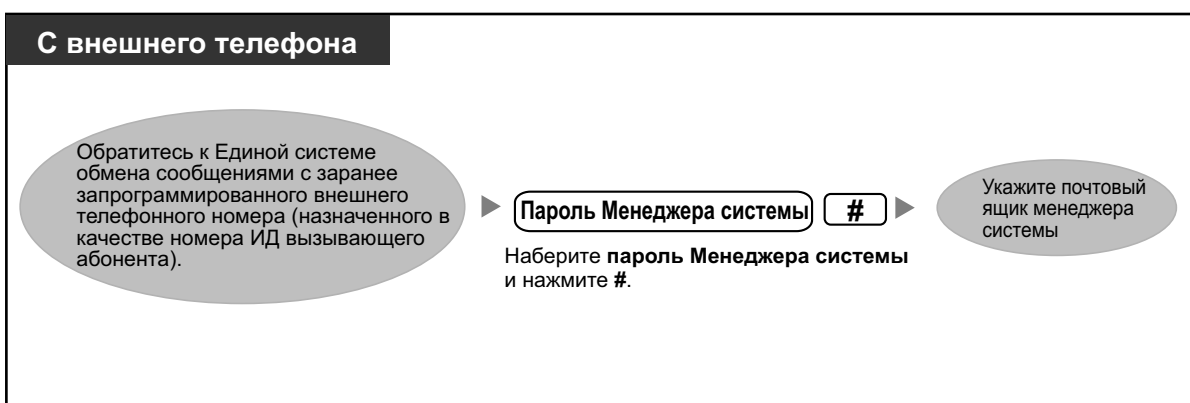 С внешнего телефона
Обратитесь к Единой системе
обмена сообщениями с заранее
запрограммированного внешнего
телефонного номера (назначенного в
качестве номера ИД вызывающего
абонента).
Пароль Менеджера системы #
Наберите пароль Менеджера системы
и нажмите #.
Укажите почтовый
ящик менеджера
системы